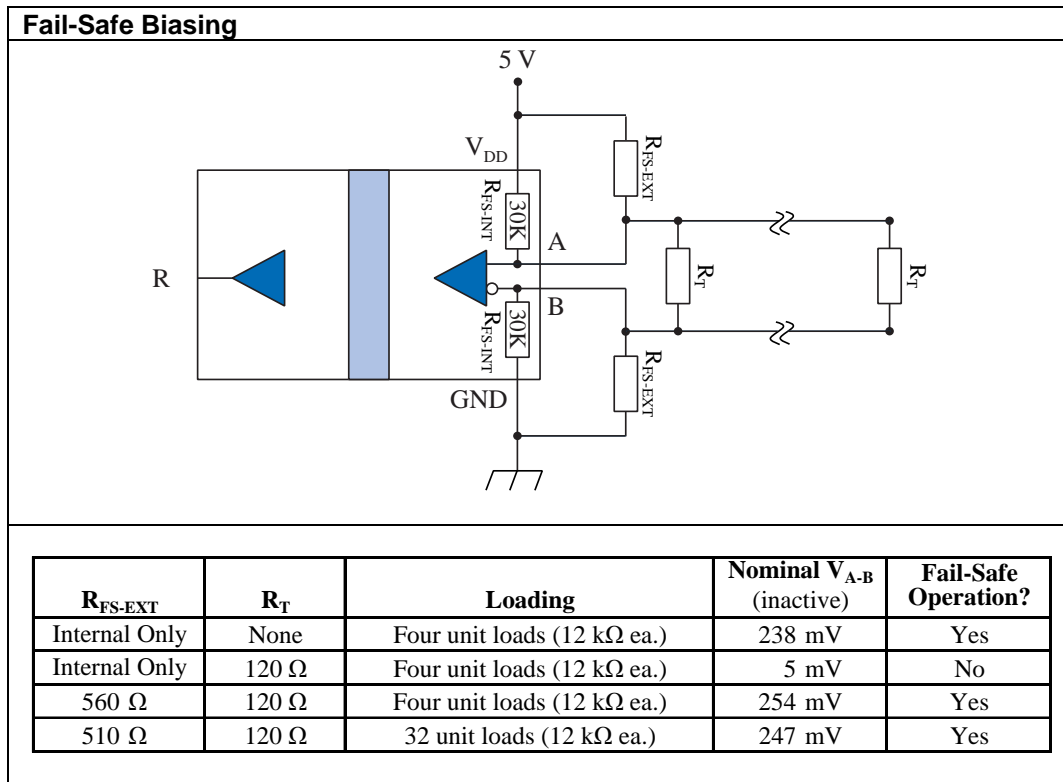 Fail-Safe Biasing
5 V
V_DD
R_FS-EXT
R_FS-INT
30K
A
R
B
R_T
R_T
30K
R_FS-INT
R_FS-EXT
GND
R_FS-EXT R_T Loading Nominal V_A-B (inactive) Fail-Safe Operation?
Internal Only None Four unit loads (12 kΩ ea.) 238 mV Yes
Internal Only 120 Ω Four unit loads (12 kΩ ea.) 5 mV No
560 Ω 120 Ω Four unit loads (12 kΩ ea.) 254 mV Yes
510 Ω 120 Ω 32 unit loads (12 kΩ ea.) 247 mV Yes